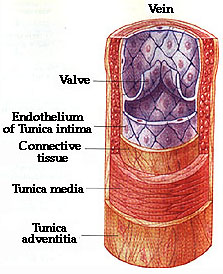 Vein
Valve
Endothelium
of Tunica intima
Connective
tissue
Tunica media
Tunica
adventitia